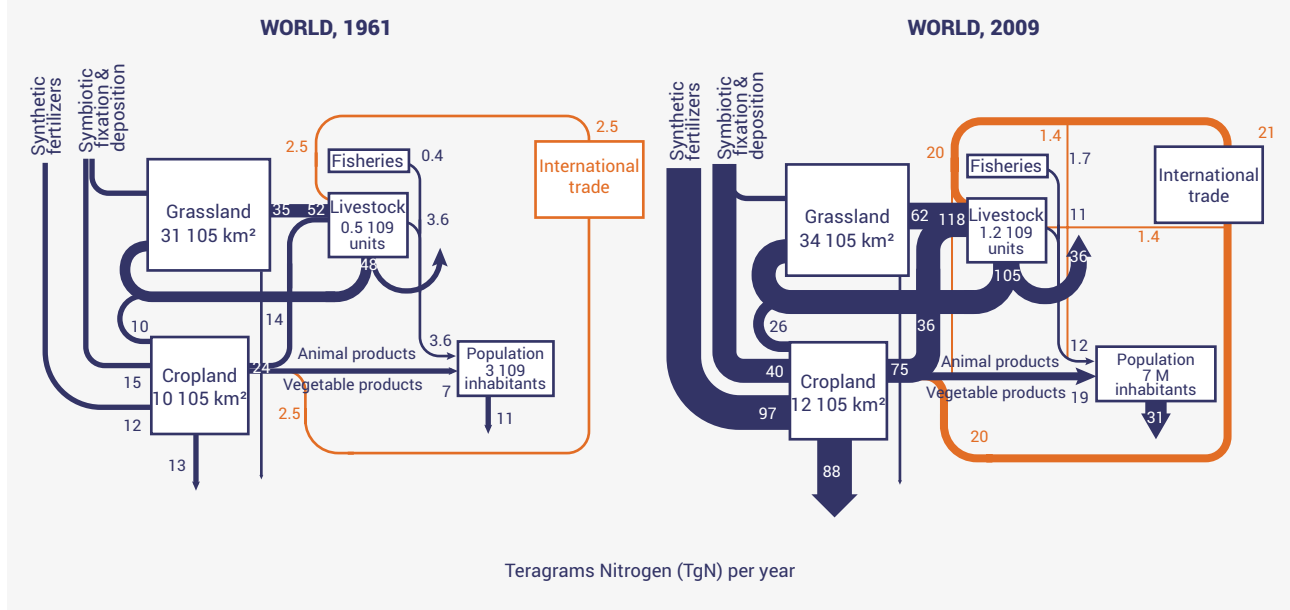 WORLD, 1961
Synthetic
fertilizers
Symbiotic
fixation &
deposition
2.5
2.5
Fisheries
0.4
International
trade
Grassland
31 105 km²
35
52
Livestock
0.5 109
units
3.6
48
10
14
3.6
15
Cropland
10 105 km²
24
Animal products
Vegetable products
Population
3 109
inhabitants
7
12
2.5
11
13
WORLD, 2009
Synthetic
fertilizers
Symbiotic
fixation &
deposition
1.4
21
20
Fisheries
1.7
International
trade
Grassland
34 105 km²
62
118
Livestock
1.2 109
units
11
1.4
36
105
26
36
12
40
Cropland
12 105 km²
75
Animal products
Vegetable products
Population
7 M
inhabitants
19
97
31
20
88
Teragrams Nitrogen (TgN) per year